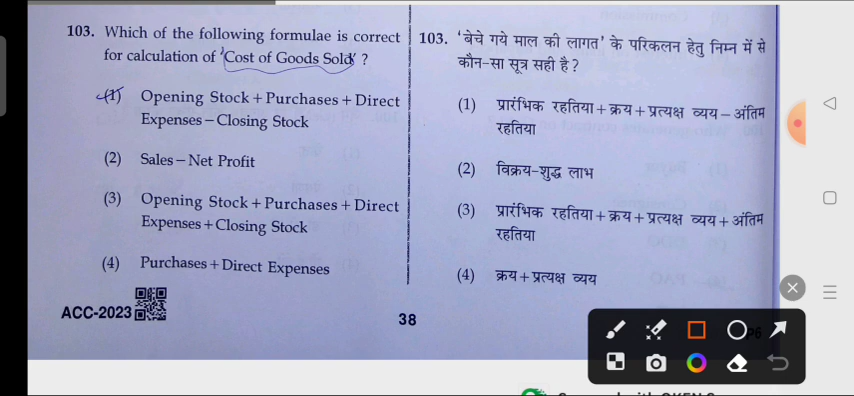 103. Which of the following formulae is correct
for calculation of 'Cost of Goods Sold' ?
(1) Opening Stock + Purchases + Direct
Expenses – Closing Stock
(2) Sales – Net Profit
(3) Opening Stock + Purchases + Direct
Expenses + Closing Stock
(4) Purchases + Direct Expenses
103. 'बेचे गये माल की लागत' के परिकलन हेतु निम्न में से
कौन-सा सूत्र सही है ?
(1) प्रारंभिक रहतिया + क्रय + प्रत्यक्ष व्यय – अंतिम
रहतिया
(2) विक्रय-शुद्ध लाभ
(3) प्रारंभिक रहतिया + क्रय + प्रत्यक्ष व्यय + अंतिम
रहतिया
(4) क्रय + प्रत्यक्ष व्यय
ACC-2023
38